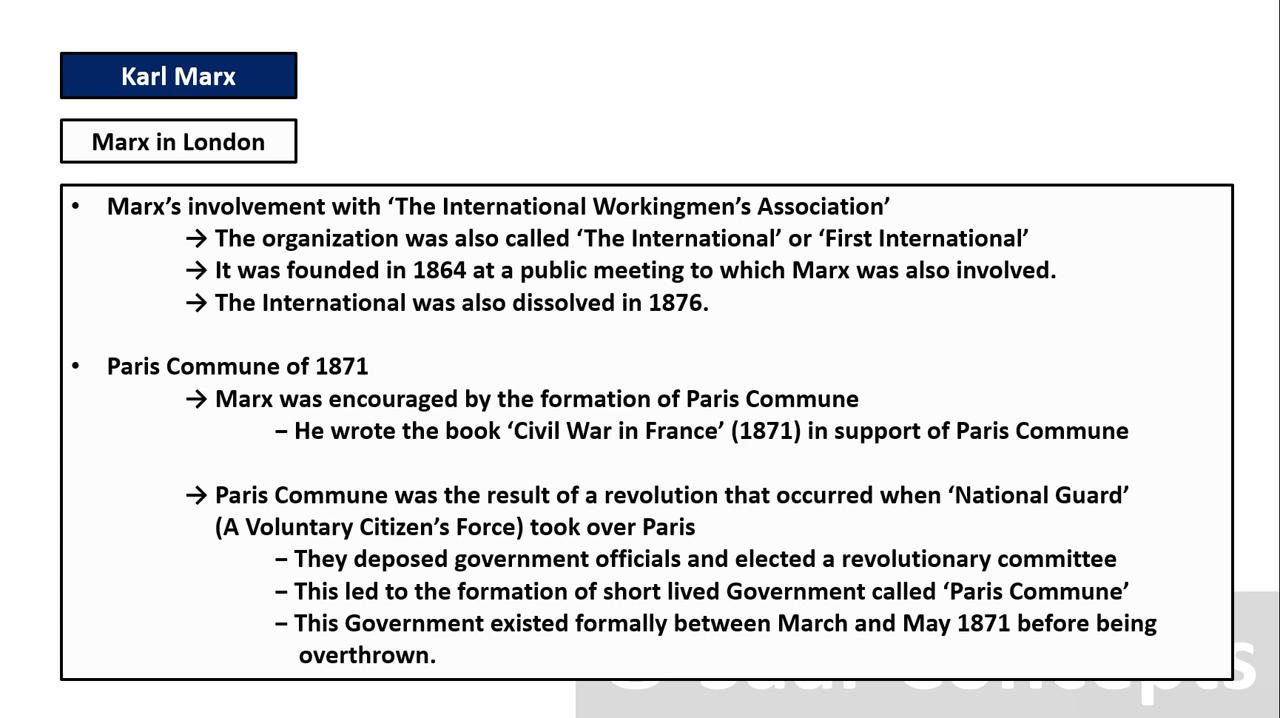 Karl Marx
Marx in London
• Marx’s involvement with ‘The International Workingmen’s Association’
→ The organization was also called ‘The International’ or ‘First International’
→ It was founded in 1864 at a public meeting to which Marx was also involved.
→ The International was also dissolved in 1876.
• Paris Commune of 1871
→ Marx was encouraged by the formation of Paris Commune
– He wrote the book ‘Civil War in France’ (1871) in support of Paris Commune
→ Paris Commune was the result of a revolution that occurred when ‘National Guard’
(A Voluntary Citizen’s Force) took over Paris
– They deposed government officials and elected a revolutionary committee
– This led to the formation of short lived Government called ‘Paris Commune’
– This Government existed formally between March and May 1871 before being
overthrown.